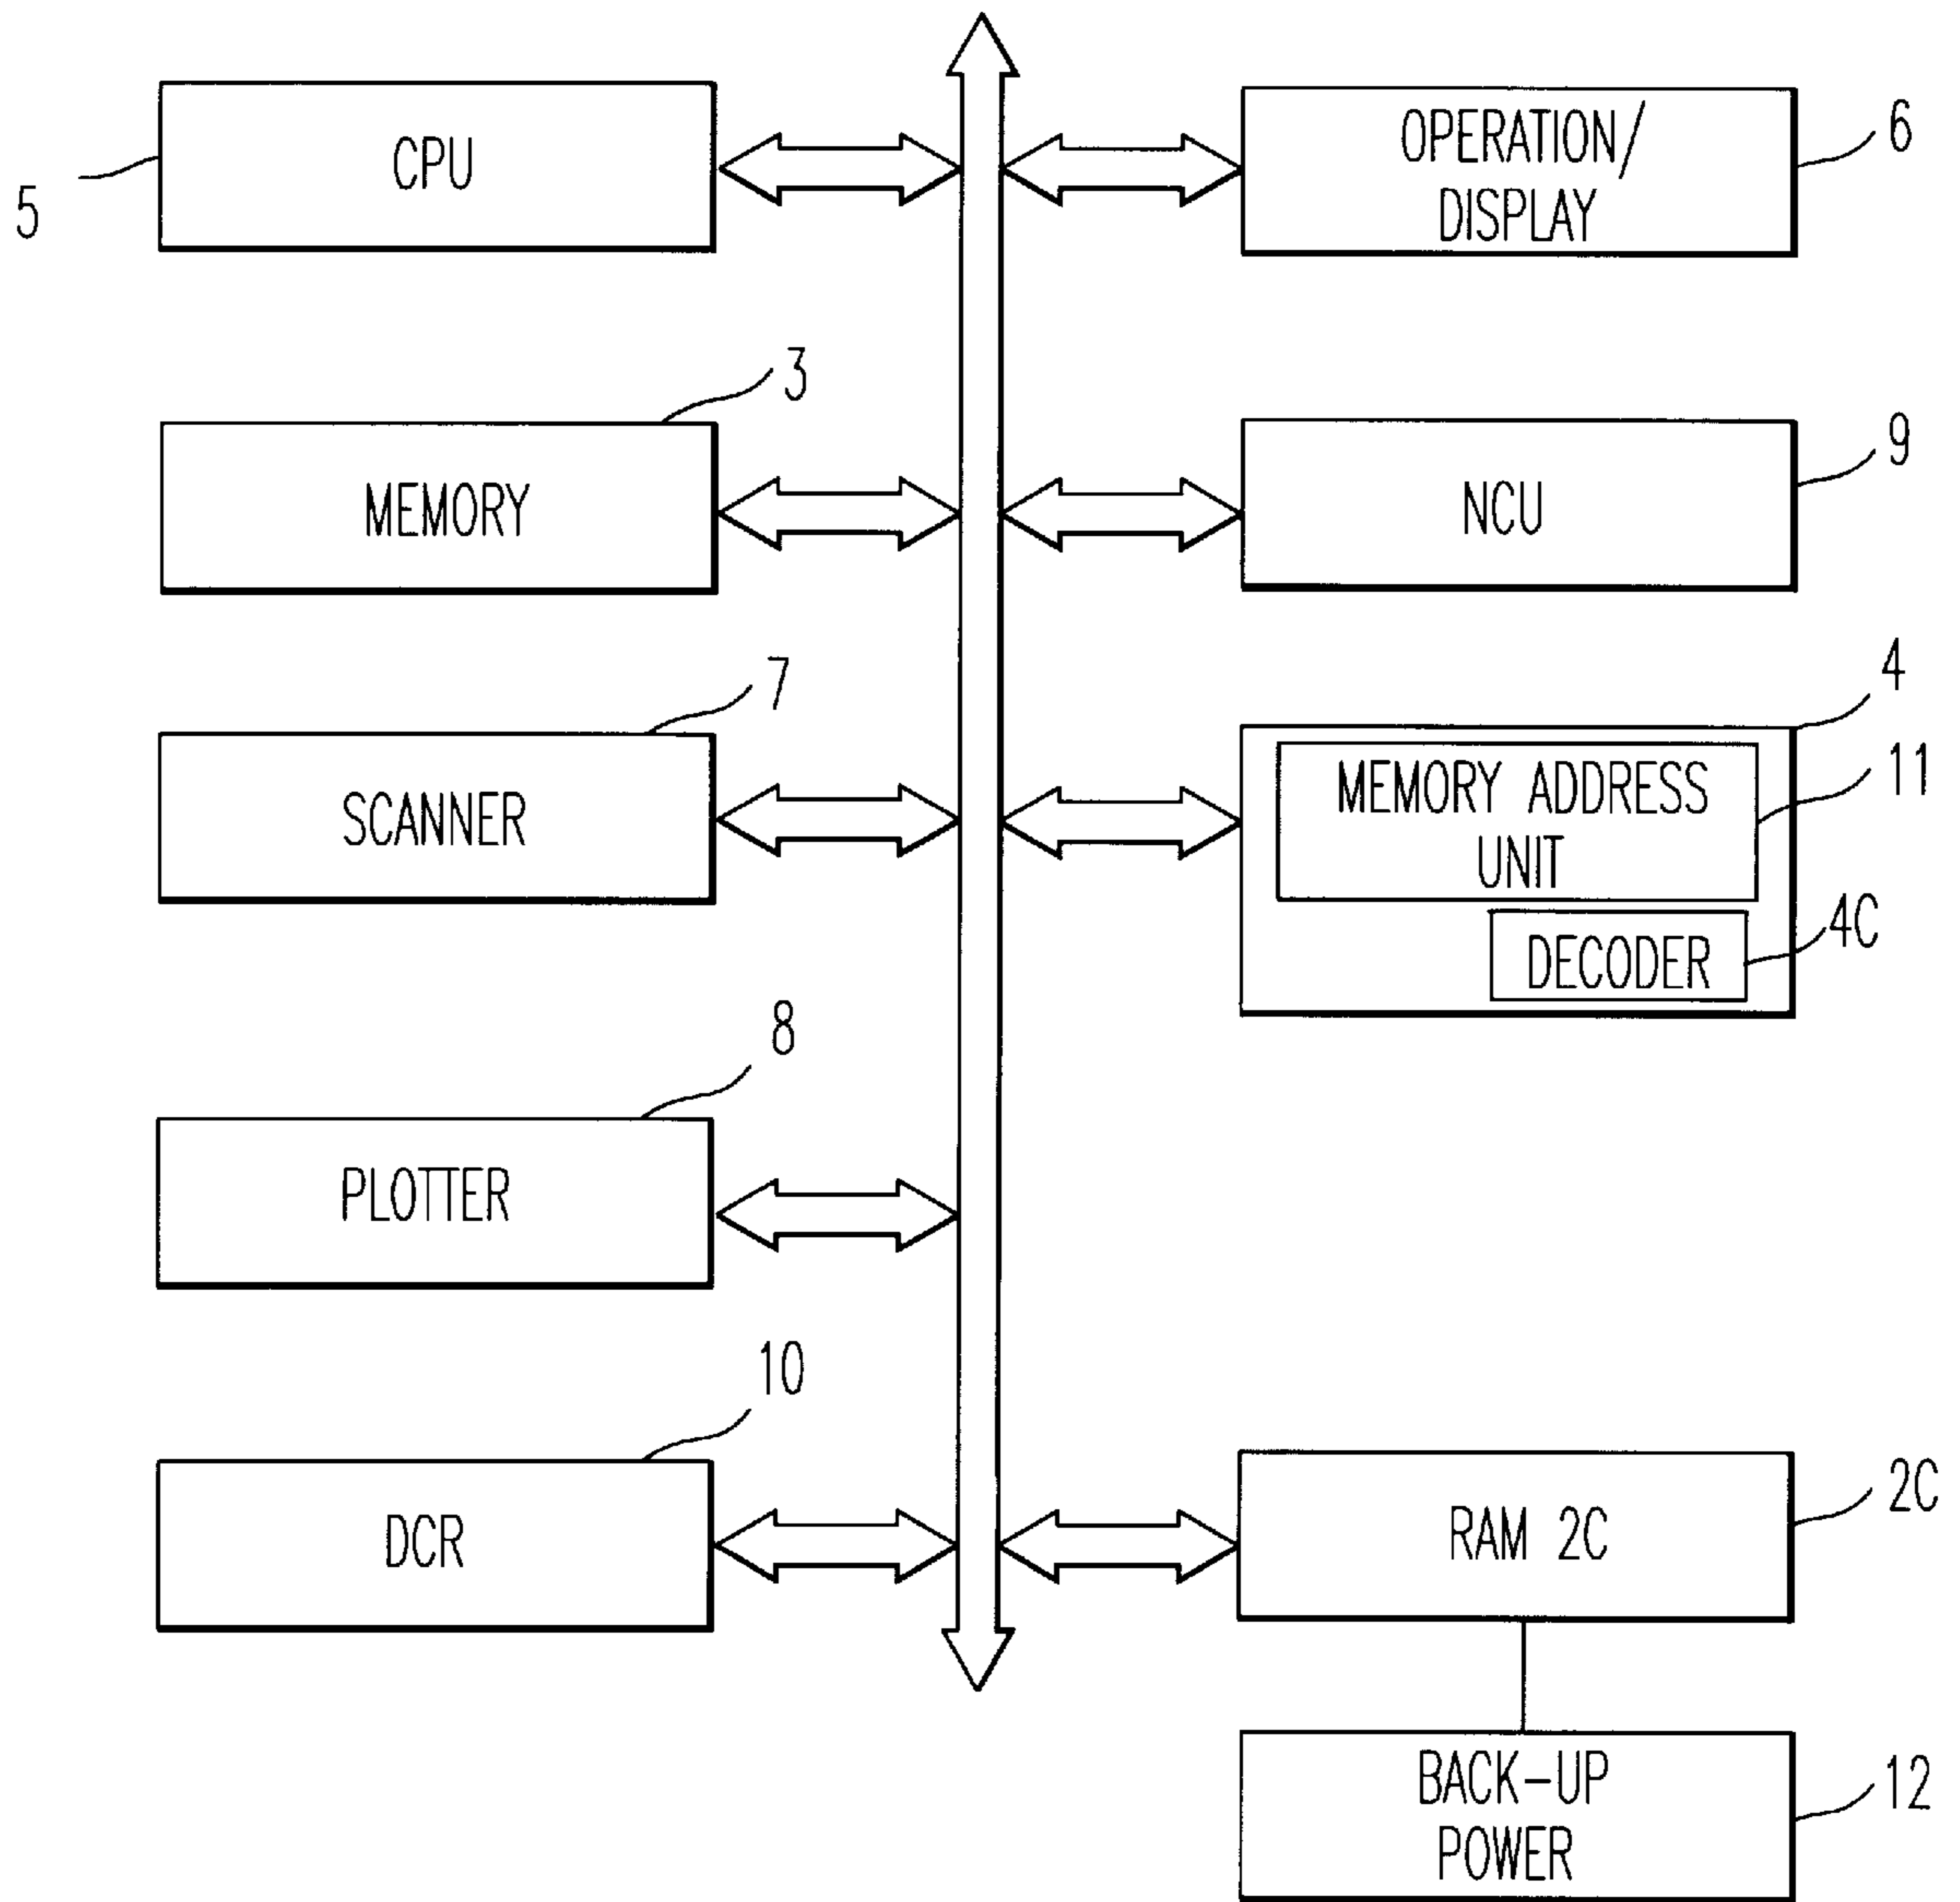 CPU
5
OPERATION/
DISPLAY
6
3
MEMORY
NCU
9
7
SCANNER
4
MEMORY ADDRESS
UNIT
11
DECODER
4C
8
PLOTTER
10
DCR
RAM 2C
2C
BACK-UP
POWER
12